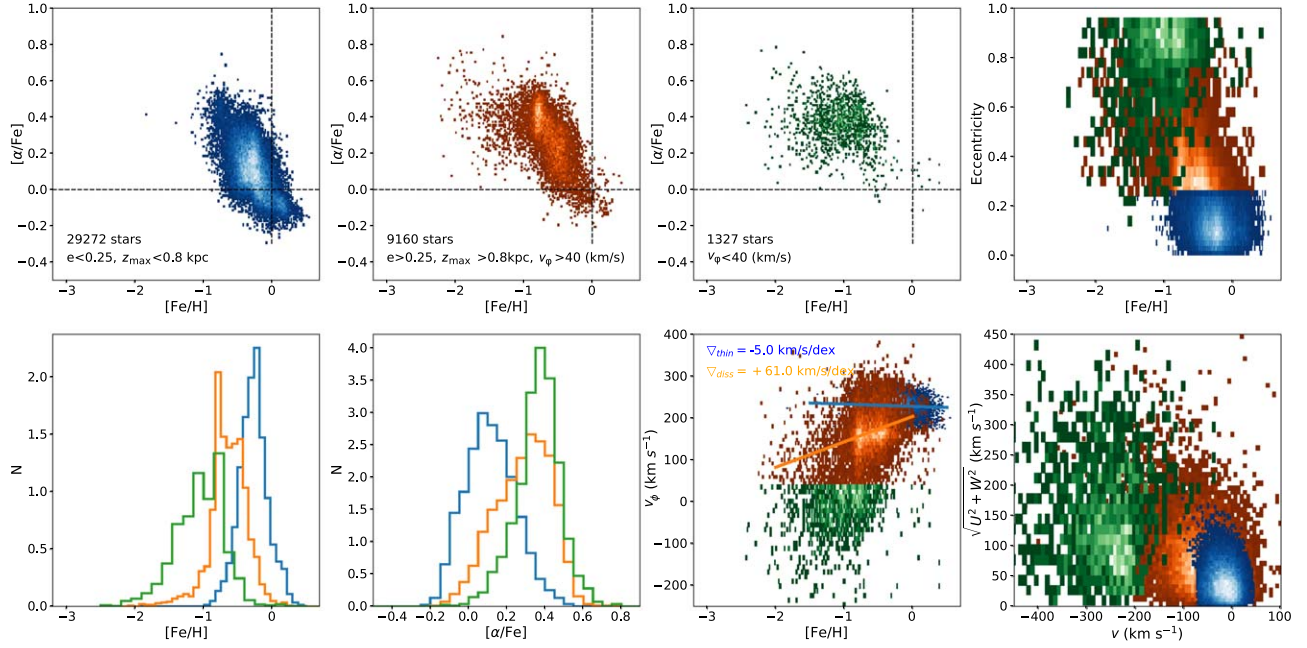 1.0
0.8
0.6
0.4
0.2
0.0
−0.2
−0.4
[α/Fe]
29272 stars
e<0.25, z_max<0.8 kpc
−3 −2 −1 0
[Fe/H]
1.0
0.8
0.6
0.4
0.2
0.0
−0.2
−0.4
[α/Fe]
9160 stars
e>0.25, z_max >0.8kpc, v_φ >40 (km/s)
−3 −2 −1 0
[Fe/H]
1.0
0.8
0.6
0.4
0.2
0.0
−0.2
−0.4
[α/Fe]
1327 stars
v_φ<40 (km/s)
−3 −2 −1 0
[Fe/H]
1.0
0.8
0.6
0.4
0.2
0.0
Eccentricity
−3 −2 −1 0
[Fe/H]
2.0
1.5
1.0
0.5
0.0
N
−3 −2 −1 0
[Fe/H]
4.0
3.5
3.0
2.5
2.0
1.5
1.0
0.5
0.0
N
−0.4 0.0 0.2 0.4 0.6 0.8
[α/Fe]
400
300
200
100
0
−100
−200
v_ϕ (km s⁻¹)
▽_thin = -5.0 km/s/dex
▽_diss = +61.0 km/s/dex
−3 −2 −1 0
[Fe/H]
450
400
350
300
250
200
150
100
50
0
√U² + W² (km s⁻¹)
−400 −300 −200 −100 0 100
v (km s⁻¹)